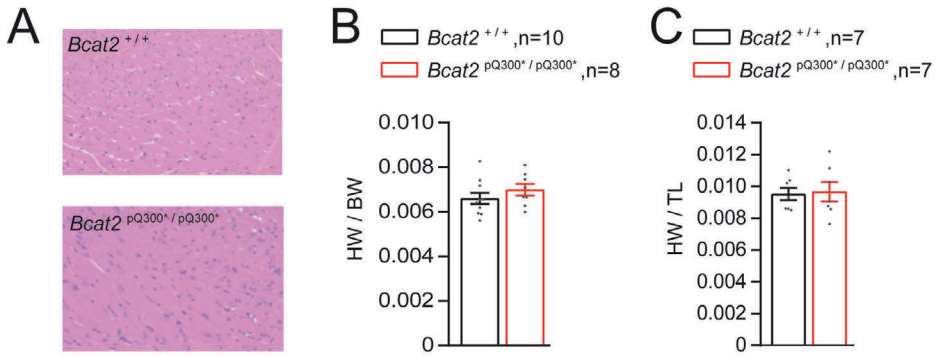 A
Bcat2 +/+
Bcat2 pQ300*/pQ300*
B
Bcat2 +/+ ,n=10
Bcat2 pQ300*/pQ300* ,n=8
HW / BW
0.010
0.008
0.006
0.004
0.002
0
C
Bcat2 +/+ ,n=7
Bcat2 pQ300*/pQ300* ,n=7
HW / TL
0.014
0.012
0.010
0.008
0.006
0.004
0.002
0